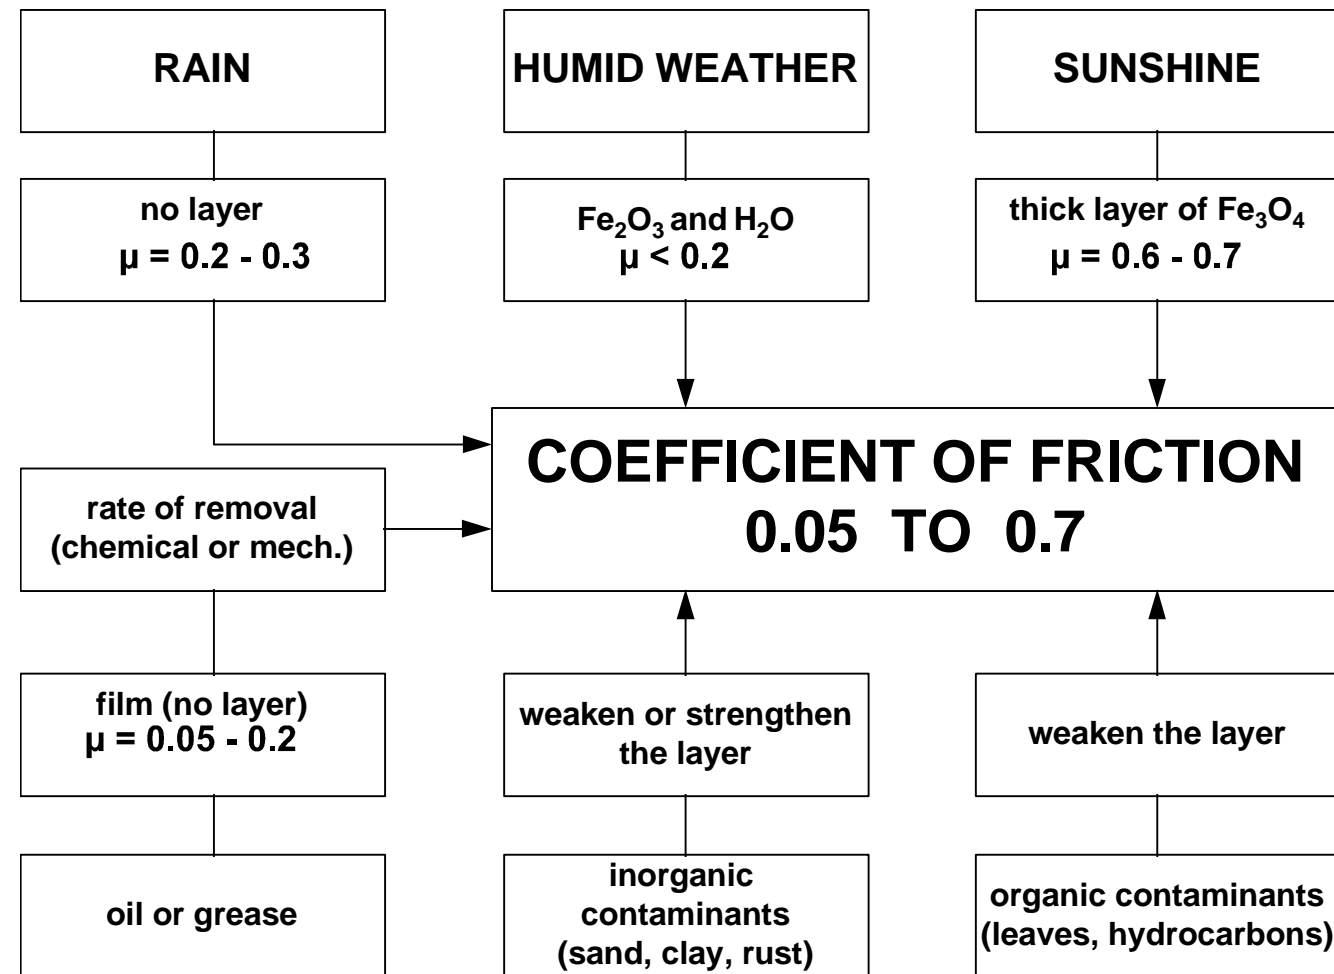 RAIN
HUMID WEATHER
SUNSHINE
no layer
μ = 0.2 - 0.3
Fe₂O₃ and H₂O
μ < 0.2
thick layer of Fe₃O₄
μ = 0.6 - 0.7
COEFFICIENT OF FRICTION
0.05 TO 0.7
rate of removal
(chemical or mech.)
film (no layer)
μ = 0.05 - 0.2
weaken or strengthen
the layer
weaken the layer
oil or grease
inorganic
contaminants
(sand, clay, rust)
organic contaminants
(leaves, hydrocarbons)